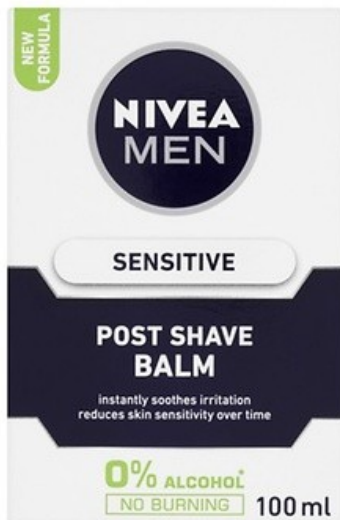 NEW
FORMULA
NIVEA
MEN
SENSITIVE
POST SHAVE
BALM
instantly soothes irritation
reduces skin sensitivity over time
0% ALCOHOL*
NO BURNING
100 ml